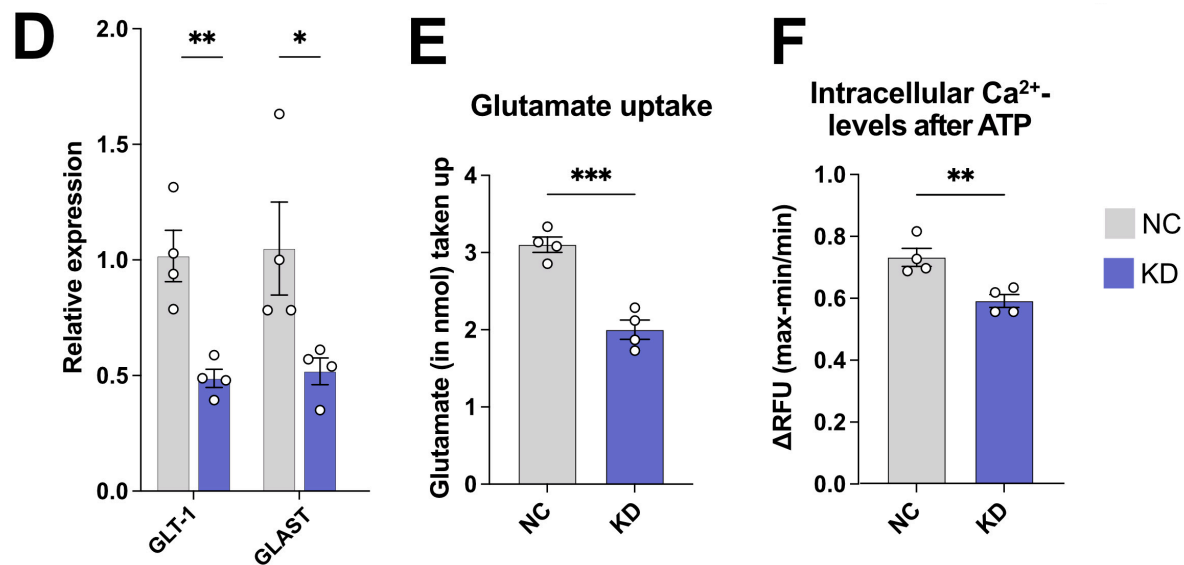 D
2.0
1.5
1.0
0.5
0.0
Relative expression
**
*
GLT-1
GLAST
E
Glutamate uptake
4
3
2
1
0
Glutamate (in nmol) taken up
***
NC
KD
F
Intracellular Ca²⁺-
levels after ATP
1.0
0.8
0.6
0.4
0.2
0.0
ΔRFU (max-min/min)
**
NC
KD
NC
KD